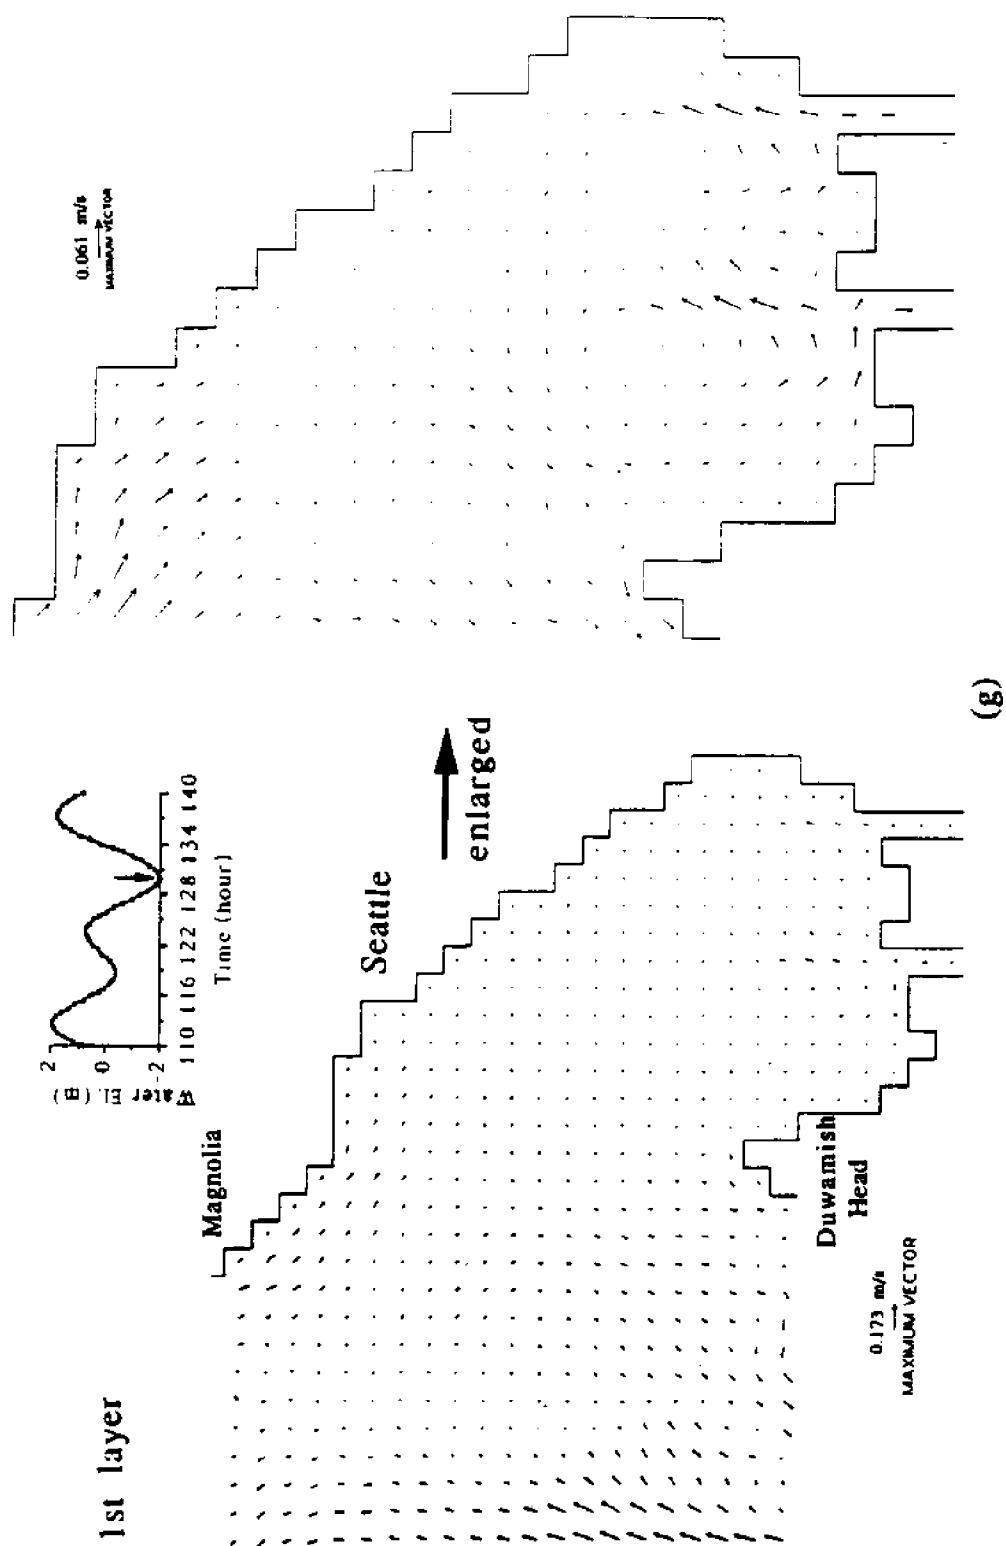 1st layer
Magnolia
Water El. (m)
2
0
-2
110 116 122 128 134 140
Time (hour)
Seattle
enlarged
Duwamish
Head
0.173 m/s
MAXIMUM VECTOR
0.061 m/s
MAXIMUM VECTOR
(g)